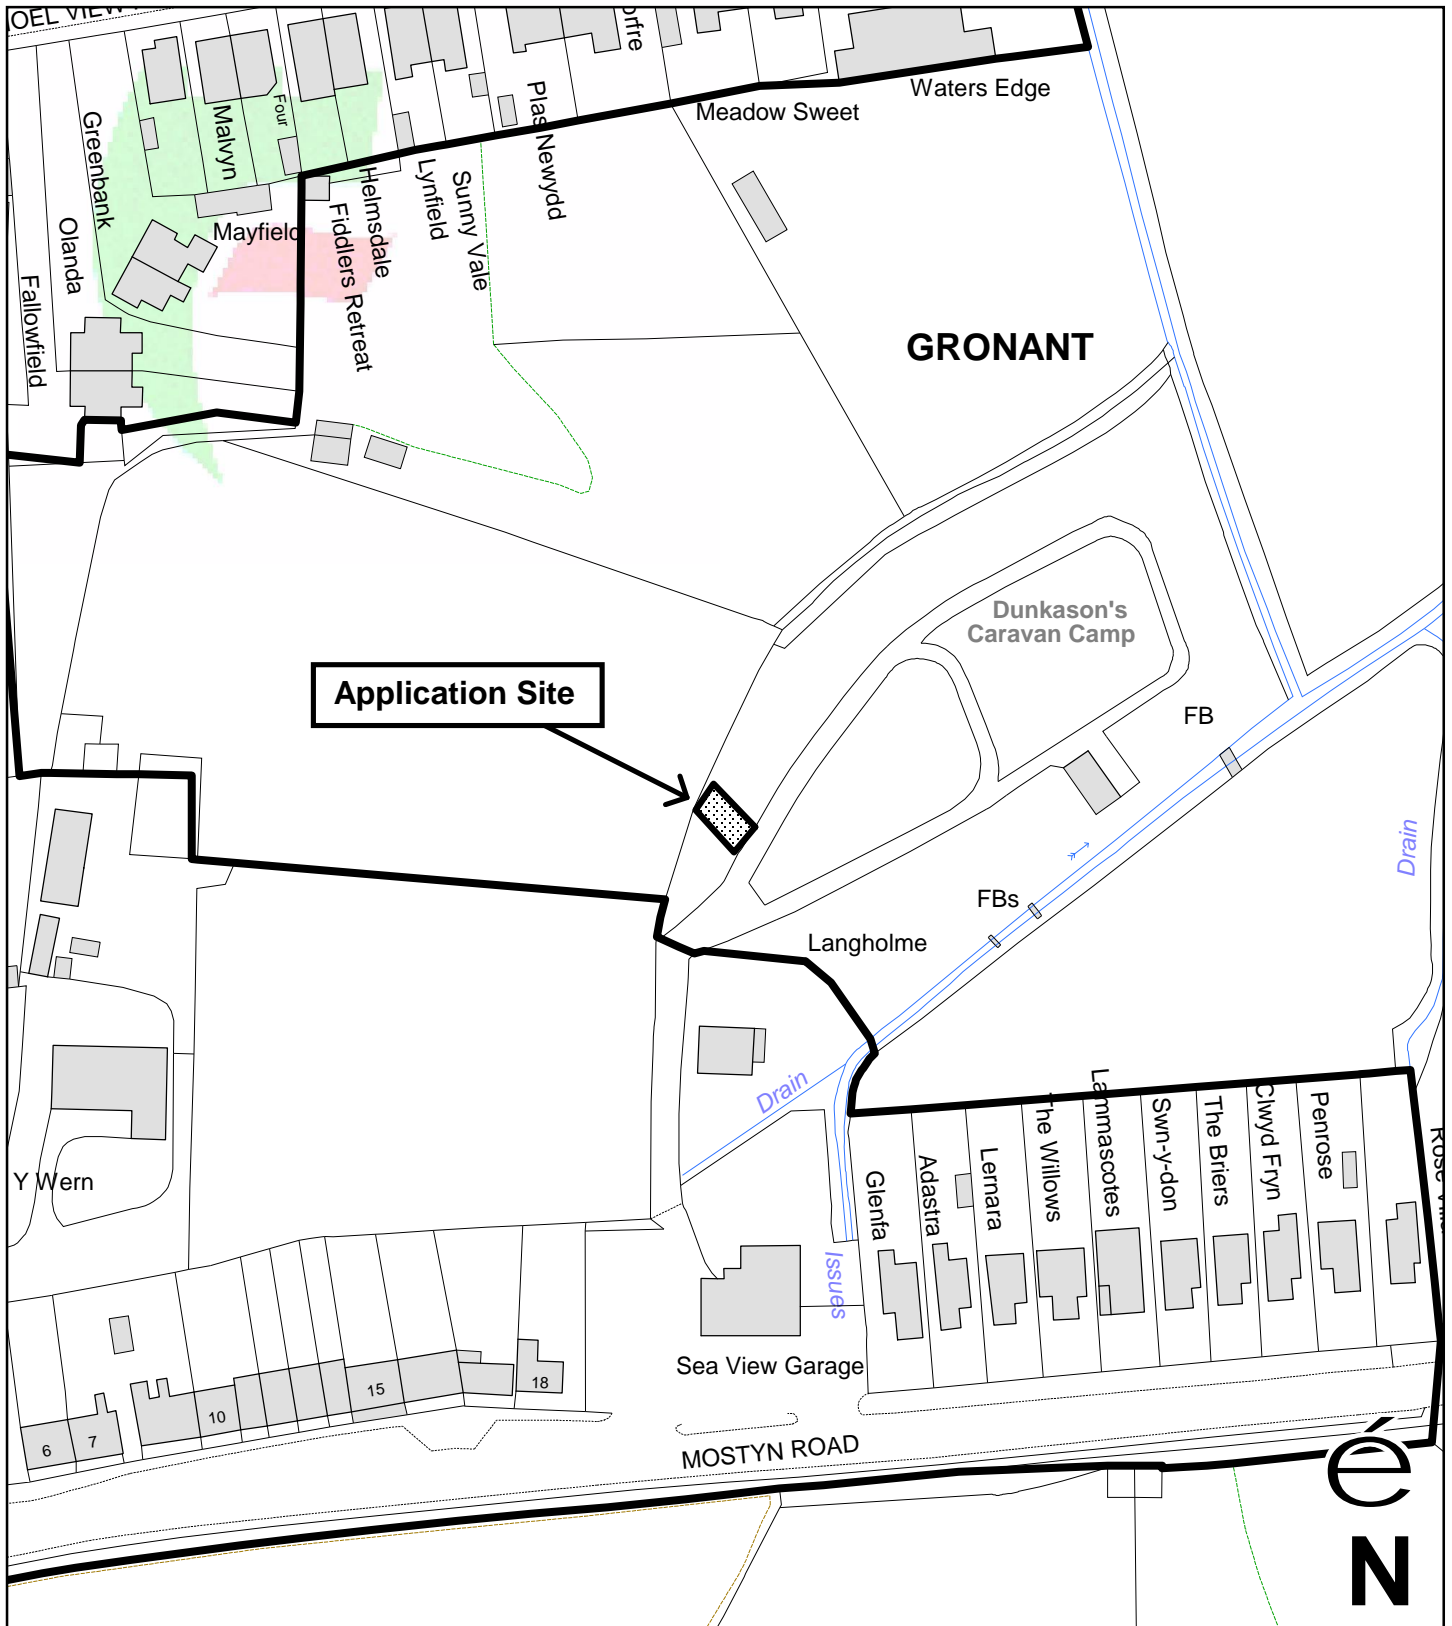 Waters Edge
Meadow Sweet
Plas Newydd
Four
Malvyn
Greenbank
Helmsdale
Lynfield
Sunny Vale
Olanda
Mayfield
Fiddlers Retreat
Fallowfield
GRONANT
Dunkason's
Caravan Camp
Application Site
FB
Drain
FBs
Langholme
Drain
Lammascotes
The Willows
Swn-y-don
The Briers
Clwyd Fryn
Penrose
Glenfa
Adastra
Lernara
Y Wern
Issues
Sea View Garage
18
15
10
7
6
MOSTYN ROAD
é
N